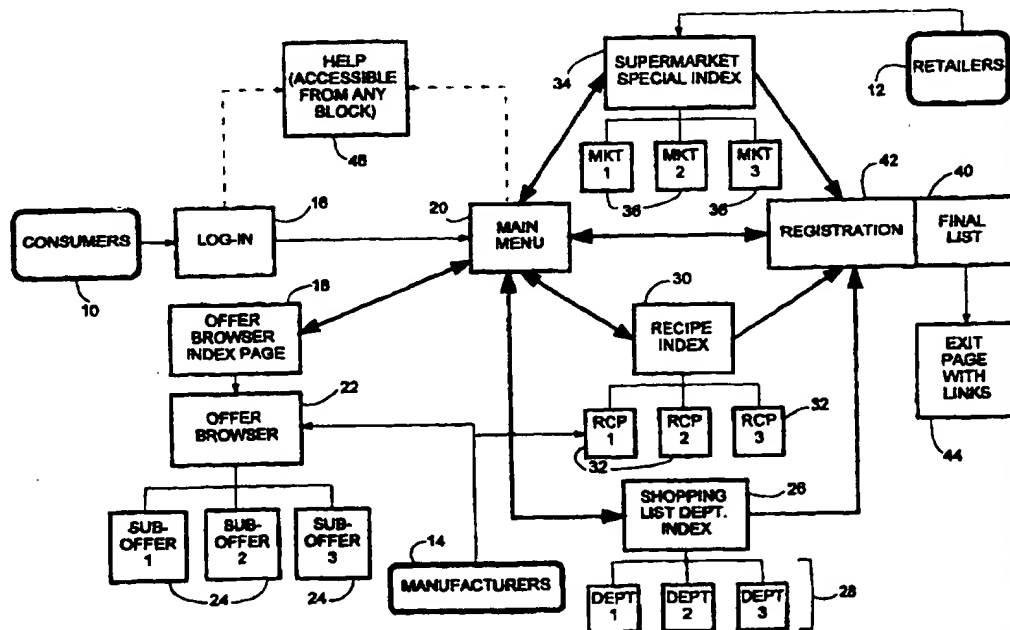 HELP
(ACCESSIBLE
FROM ANY
BLOCK)
46
34
SUPERMARKET
SPECIAL INDEX
12
RETAILERS
MKT
1
MKT
2
MKT
3
36
36
42
40
CONSUMERS
10
LOG-IN
16
20
MAIN
MENU
REGISTRATION
FINAL
LIST
18
OFFER
BROWSER
INDEX PAGE
30
RECIPE
INDEX
EXIT
PAGE
WITH
LINKS
44
22
OFFER
BROWSER
RCP
1
RCP
2
RCP
3
32
32
26
SHOPPING
LIST DEPT.
INDEX
SUB-
OFFER
1
SUB-
OFFER
2
SUB-
OFFER
3
24
24
14
MANUFACTURERS
DEPT
1
DEPT
2
DEPT
3
28